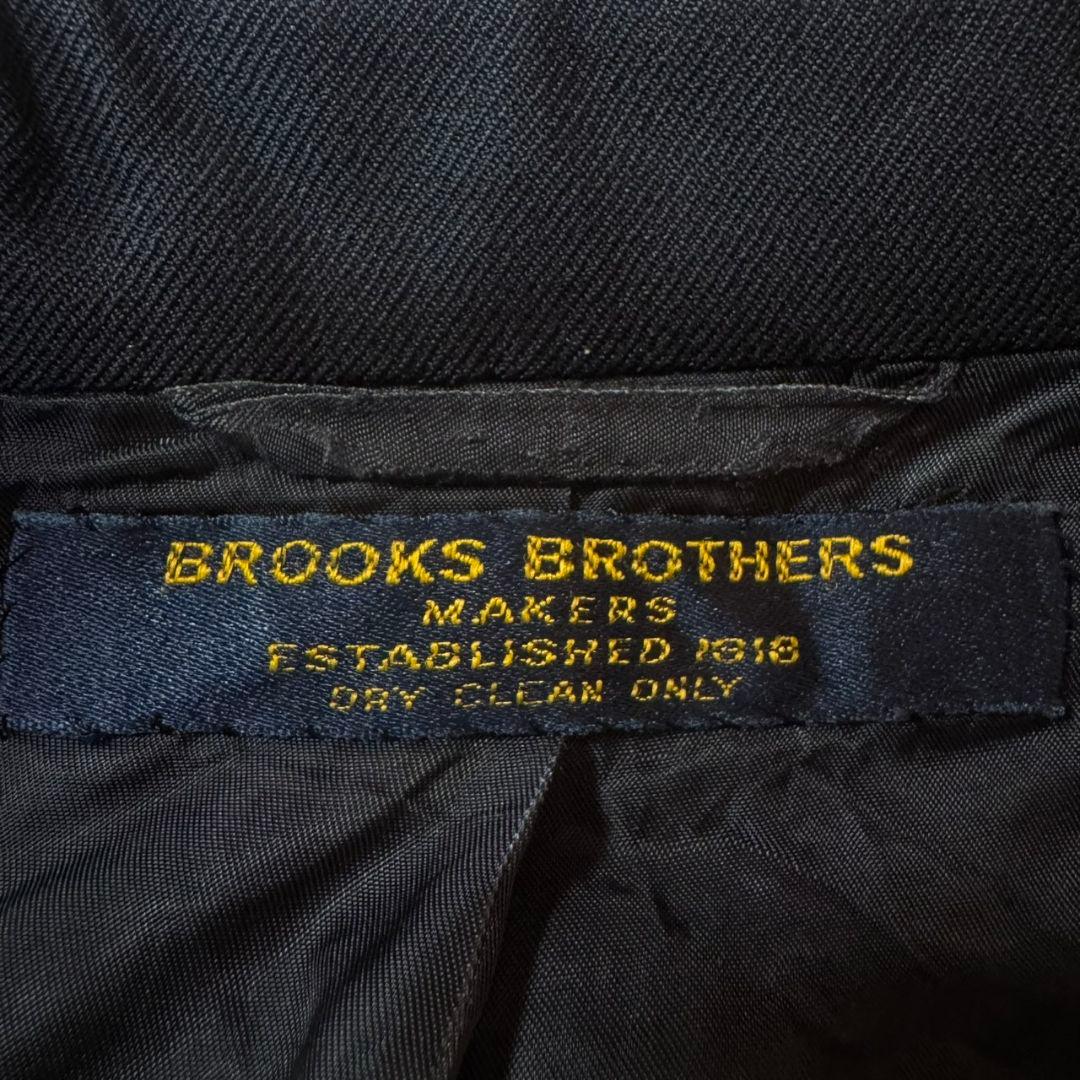 BROOKS BROTHERS
MAKERS
ESTABLISHED 1818
DRY CLEAN ONLY